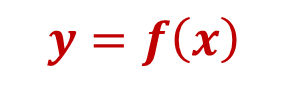 y = f(x)